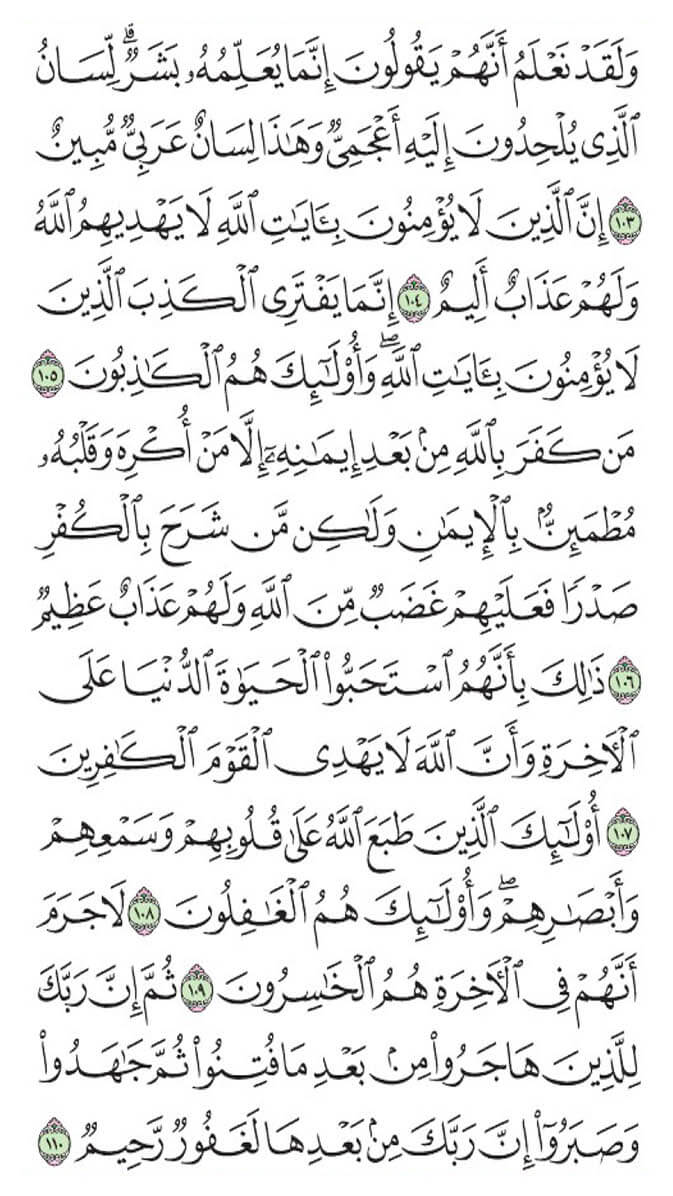 وَلَقَدْ نَعْلَمُ أَنَّهُمْ يَقُولُونَ إِنَّمَا يُعَلِّمُهُۥ بَشَرٌۗ لِّسَانُ
ٱلَّذِى يُلْحِدُونَ إِلَيْهِ أَعْجَمِىٌّ وَهَٰذَا لِسَانٌ عَرَبِىٌّ مُّبِينٌ
﴿١٠٣﴾ إِنَّ ٱلَّذِينَ لَا يُؤْمِنُونَ بِـَٔايَٰتِ ٱللَّهِ لَا يَهْدِيهِمُ ٱللَّهُ
وَلَهُمْ عَذَابٌ أَلِيمٌ ﴿١٠٤﴾ إِنَّمَا يَفْتَرِى ٱلْكَذِبَ ٱلَّذِينَ
لَا يُؤْمِنُونَ بِـَٔايَٰتِ ٱللَّهِۖ وَأُو۟لَٰٓئِكَ هُمُ ٱلْكَٰذِبُونَ ﴿١٠٥﴾
مَن كَفَرَ بِٱللَّهِ مِنۢ بَعْدِ إِيمَٰنِهِۦٓ إِلَّا مَنْ أُكْرِهَ وَقَلْبُهُۥ
مُطْمَئِنٌّۢ بِٱلْإِيمَٰنِ وَلَٰكِن مَّن شَرَحَ بِٱلْكُفْرِ
صَدْرًا فَعَلَيْهِمْ غَضَبٌ مِّنَ ٱللَّهِ وَلَهُمْ عَذَابٌ عَظِيمٌ
﴿١٠٦﴾ ذَٰلِكَ بِأَنَّهُمُ ٱسْتَحَبُّوا۟ ٱلْحَيَوٰةَ ٱلدُّنْيَا عَلَى
ٱلْءَاخِرَةِ وَأَنَّ ٱللَّهَ لَا يَهْدِى ٱلْقَوْمَ ٱلْكَٰفِرِينَ
﴿١٠٧﴾ أُو۟لَٰٓئِكَ ٱلَّذِينَ طَبَعَ ٱللَّهُ عَلَىٰ قُلُوبِهِمْ وَسَمْعِهِمْ
وَأَبْصَٰرِهِمْۖ وَأُو۟لَٰٓئِكَ هُمُ ٱلْغَٰفِلُونَ ﴿١٠٨﴾ لَا جَرَمَ
أَنَّهُمْ فِى ٱلْءَاخِرَةِ هُمُ ٱلْخَٰسِرُونَ ﴿١٠٩﴾ ثُمَّ إِنَّ رَبَّكَ
لِلَّذِينَ هَاجَرُوا۟ مِنۢ بَعْدِ مَا فُتِنُوا۟ ثُمَّ جَٰهَدُوا۟
وَصَبَرُوٓا۟ إِنَّ رَبَّكَ مِنۢ بَعْدِهَا لَغَفُورٌ رَّحِيمٌ ﴿١١٠﴾